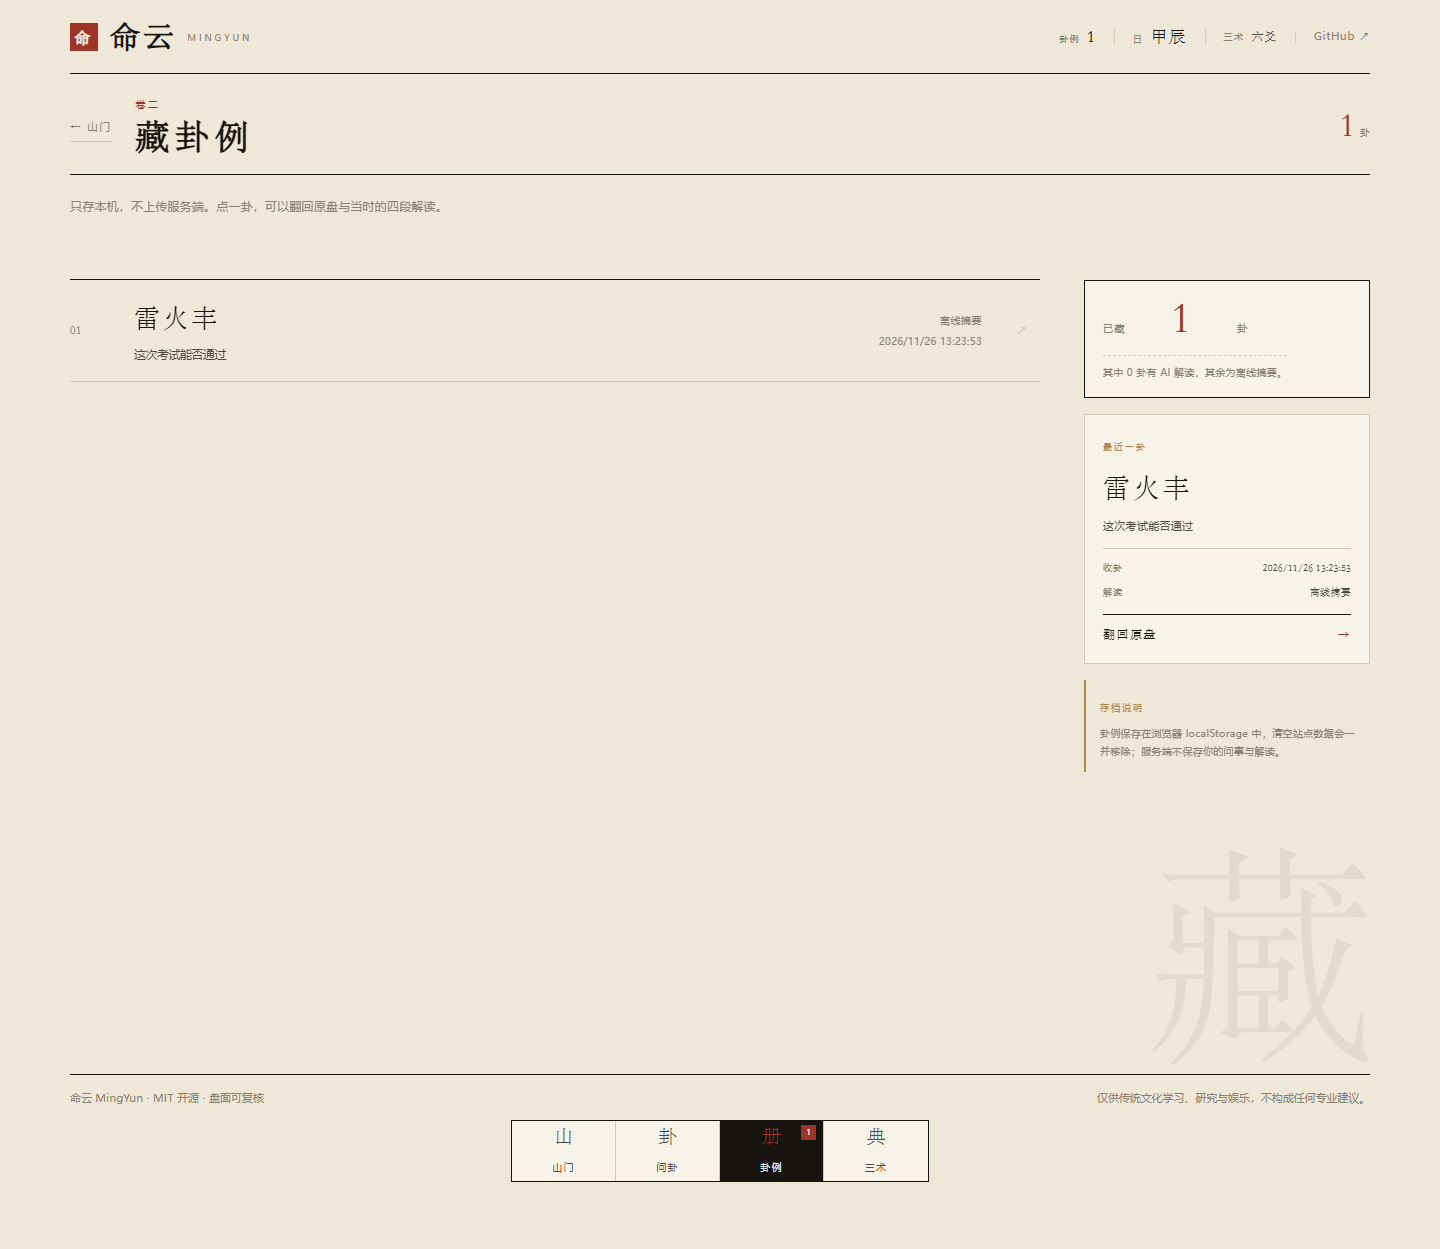 命 命云 MINGYUN
卦例 1 日 甲辰 三术 六爻 GitHub ↗
← 山门
卷二
藏卦例
1 卦
只存本机，不上传服务端。点一卦，可以翻回原盘与当时的四段解读。
01
雷火丰
这次考试能否通过
离线摘要
2026/11/26 13:23:53
↗
已藏 1 卦
其中 0 卦有 AI 解读，其余为离线摘要。
最近一卦
雷火丰
这次考试能否通过
收卦 2026/11/26 13:23:53
解读 离线摘要
翻回原盘 →
存档说明
卦例保存在浏览器 localStorage 中，清空站点数据会一
并移除；服务端不保存你的问事与解读。
藏
命云 MingYun · MIT 开源 · 盘面可复核
仅供传统文化学习、研究与娱乐，不构成任何专业建议。
山 卦 册 1 典
山门 问卦 卦例 三术